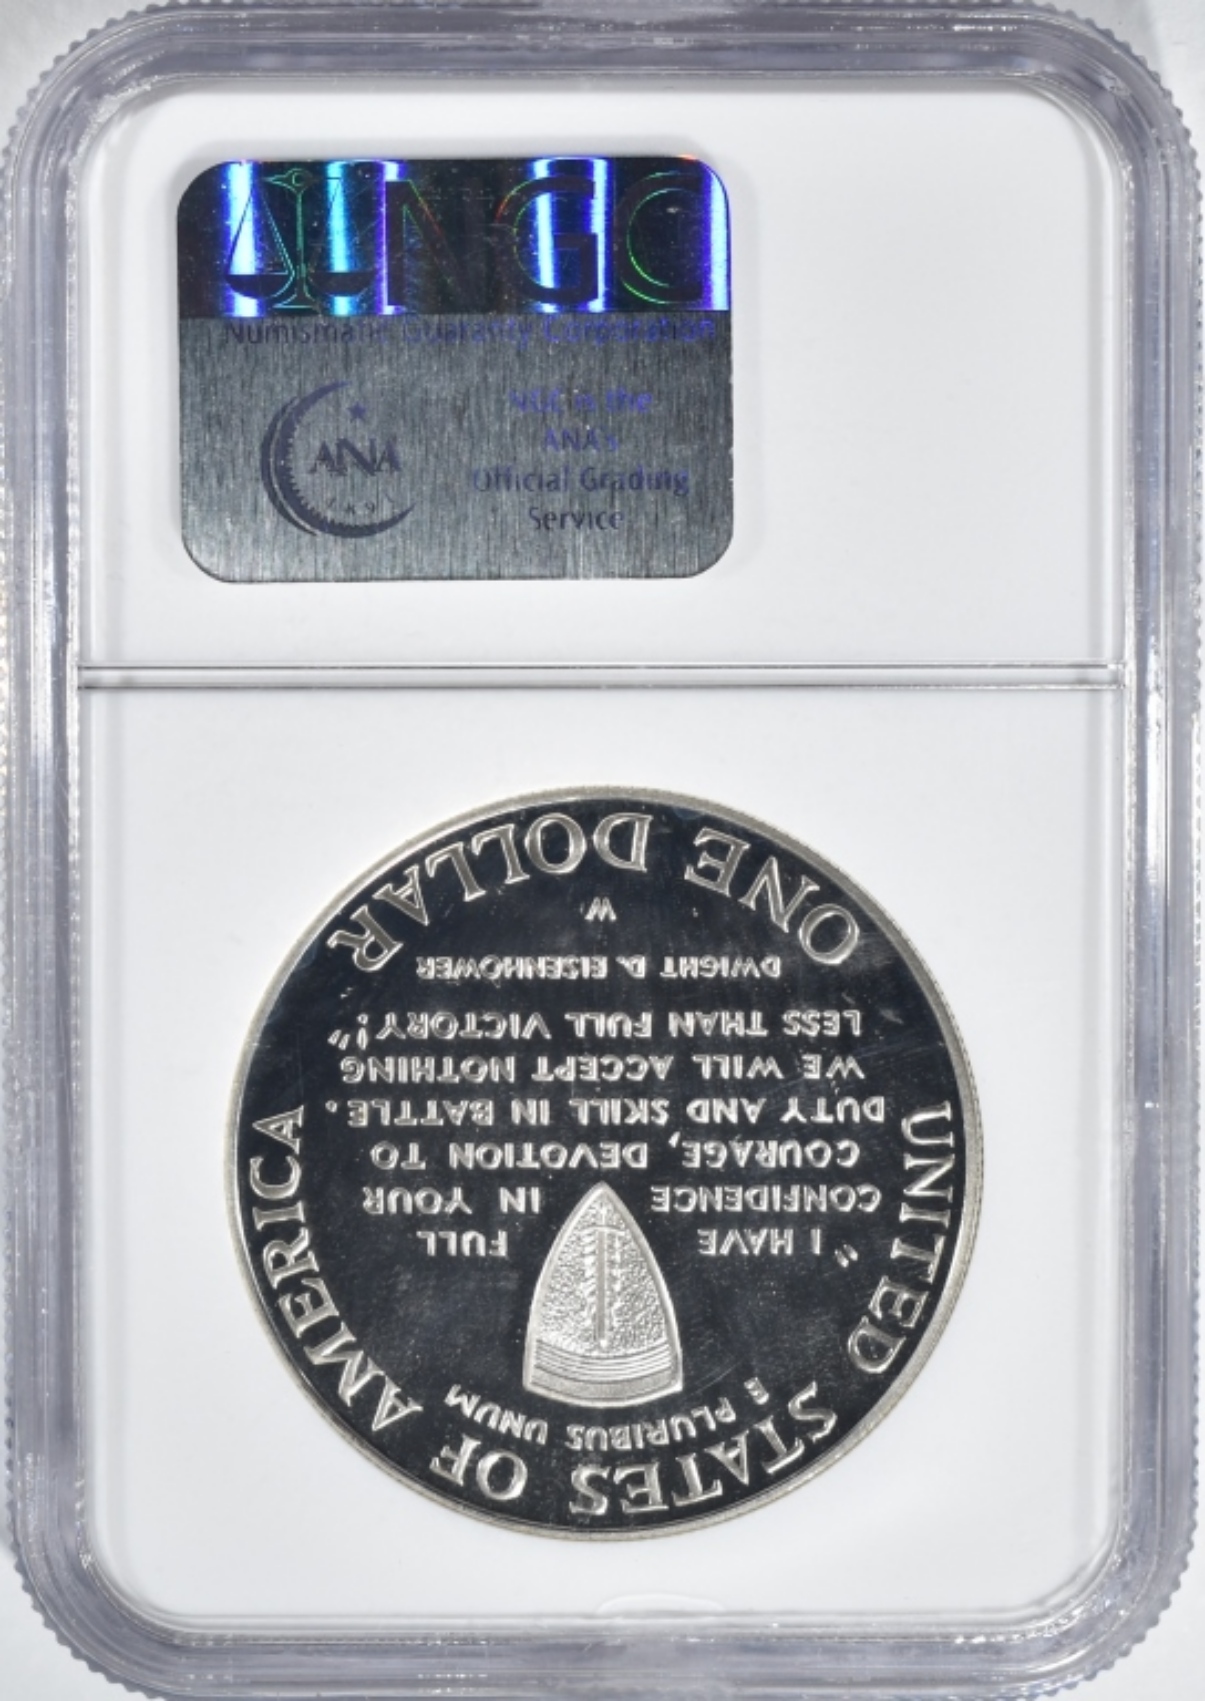 NGC
Numismatic Guaranty Corporation
ANA
NGC is the
ANA's
Official Grading
Service
UNITED STATES OF AMERICA
E PLURIBUS UNUM
"I HAVE FULL
CONFIDENCE IN YOUR
COURAGE, DEVOTION TO
DUTY AND SKILL IN BATTLE.
WE WILL ACCEPT NOTHING
LESS THAN FULL VICTORY!"
DWIGHT D. EISENHOWER
W
ONE DOLLAR